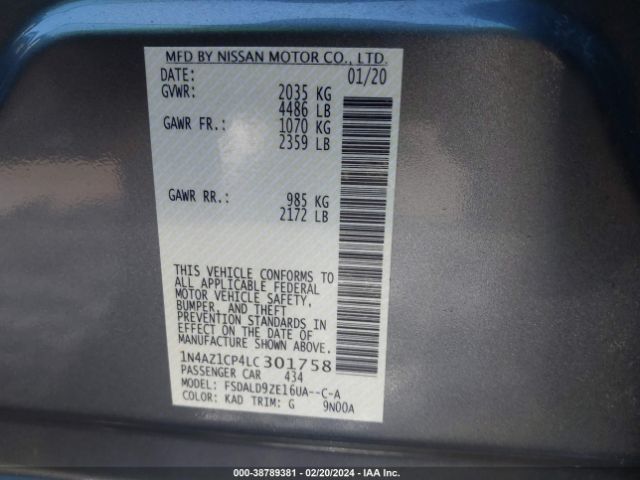 MFD BY NISSAN MOTOR CO., LTD.
DATE: 01/20
GVWR: 2035 KG
4486 LB
GAWR FR.: 1070 KG
2359 LB
GAWR RR.: 985 KG
2172 LB
THIS VEHICLE CONFORMS TO
ALL APPLICABLE FEDERAL
MOTOR VEHICLE SAFETY,
BUMPER, AND THEFT
PREVENTION STANDARDS IN
EFFECT ON THE DATE OF
MANUFACTURE SHOWN ABOVE.
1N4AZ1CP4LC301758
PASSENGER CAR 434
MODEL: FSDALD9ZE16UA--C-A
COLOR: KAD TRIM: G 9N00A
000-38789381 / 02/20/2024 - IAA Inc.